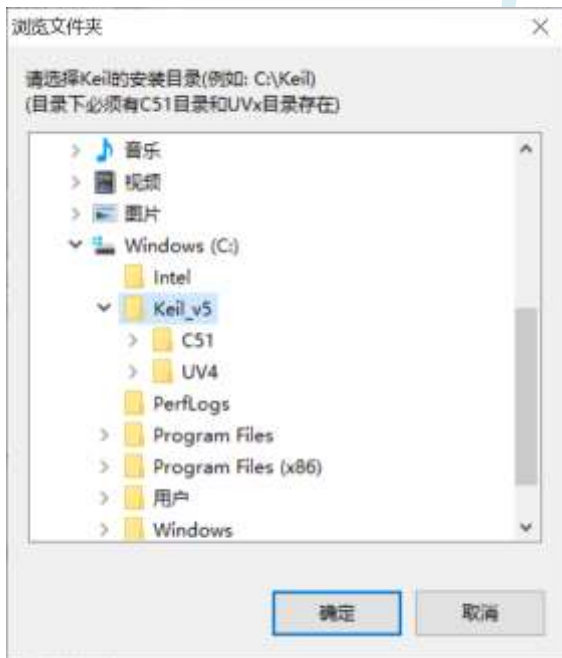 浏览文件夹
请选择Keil的安装目录(例如: C:\Keil)
(目录下必须有C51目录和UVx目录存在)
音乐
视频
图片
Windows (C:)
Intel
Keil_v5
C51
UV4
PerfLogs
Program Files
Program Files (x86)
用户
Windows
确定
取消